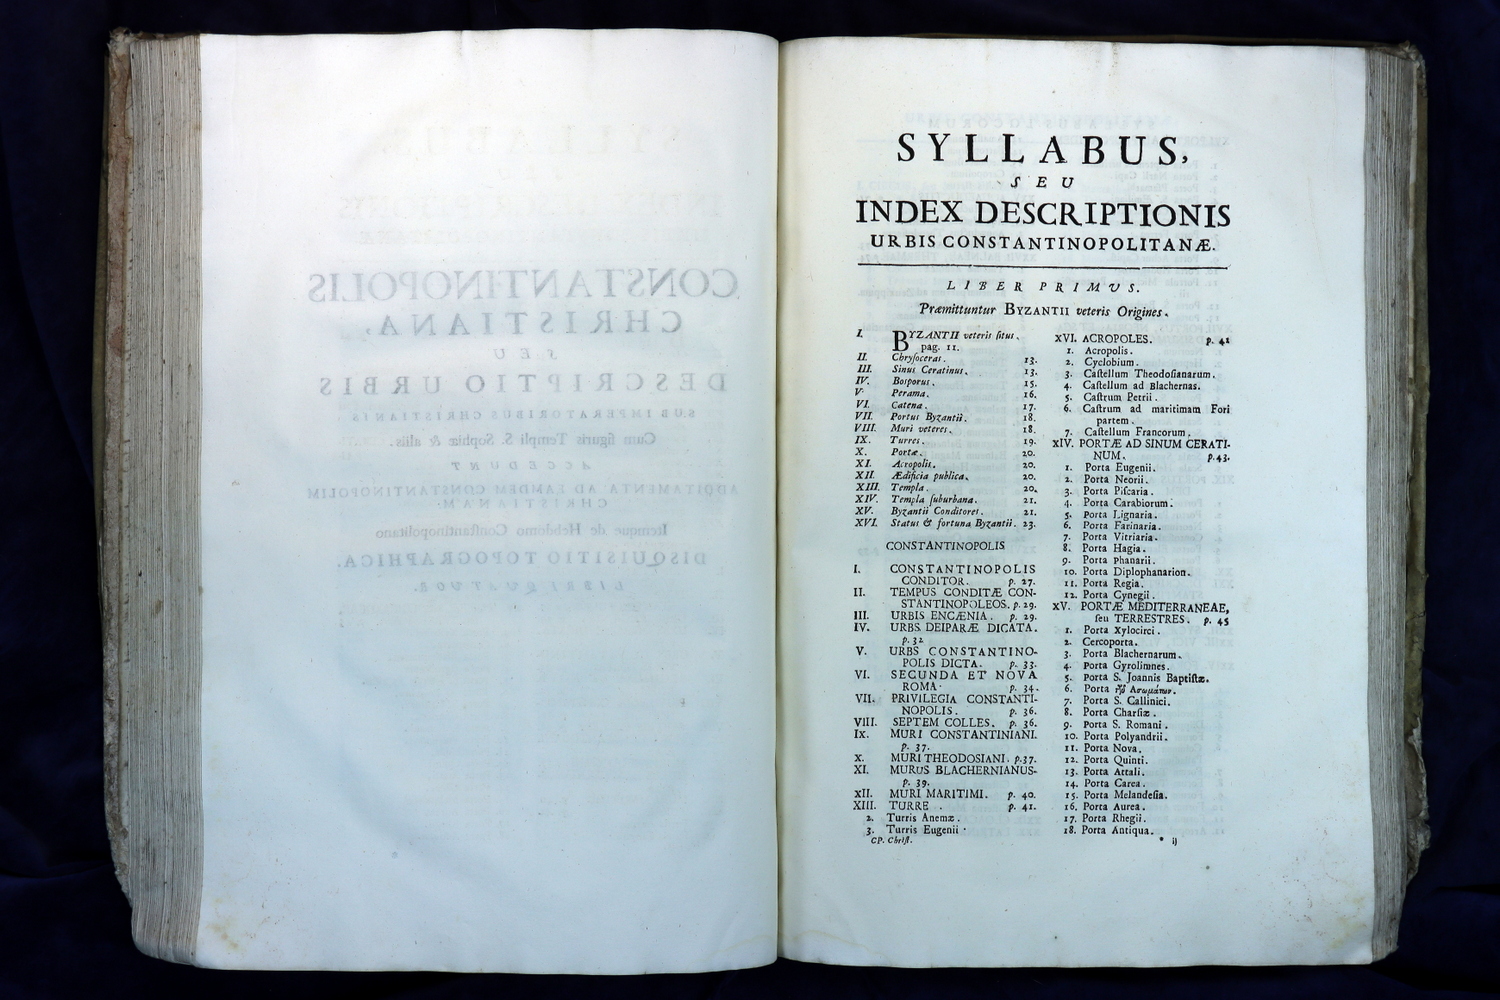 SYLLABUS,
SEU
INDEX DESCRIPTIONIS
URBIS CONSTANTINOPOLITANÆ.
LIBER PRIMVS.
Præmittuntur BYZANTII veteris Origines.
I. BYZANTII veteris ſitus.
pag. 11.
II. Chryſoceras. 13.
III. Sinus Ceratinus. 13.
IV. Boſporus. 15.
V. Perama. 16.
VI. Catena. 17.
VII. Portus Byzantii. 18.
VIII. Muri veteres. 18.
IX. Turres. 19.
X. Portæ. 20.
XI. Acropolis. 20.
XII. Ædificia publica. 20.
XIII. Templa. 20.
XIV. Templa ſuburbana. 21.
XV. Byzantii Conditores. 21.
XVI. Status & fortuna Byzantii. 23.
CONSTANTINOPOLIS
I. CONSTANTINOPOLIS
CONDITOR. p. 27.
II. TEMPUS CONDITÆ CON-
STANTINOPOLEOS. p. 29.
III. URBIS ENCÆNIA. p. 29.
IV. URBS DEIPARÆ DICATA.
p. 32
V. URBS CONSTANTINO-
POLIS DICTA. p. 33.
VI. SECUNDA ET NOVA
ROMA. p. 34.
VII. PRIVILEGIA CONSTANTI-
NOPOLIS. p. 36.
VIII. SEPTEM COLLES. p. 36.
IX. MURI CONSTANTINIANI.
p. 37.
X. MURI THEODOSIANI. p. 37.
XI. MURUS BLACHERNIANUS.
p. 39.
XII. MURI MARITIMI. p. 40.
XIII. TURRE . p. 41.
2. Turris Anemæ.
3. Turris Eugenii.
CP. Chriſt.
XVI. ACROPOLES. p. 41
1. Acropolis.
2. Cyclobium.
3. Caſtellum Theodoſianarum.
4. Caſtellum ad Blachernas.
5. Caſtrum Petrii.
6. Caſtrum ad maritimam Fori
partem.
7. Caſtellum Francorum.
XIV. PORTÆ AD SINUM CERATI-
NUM. p. 43.
1. Porta Eugenii.
2. Porta Neorii.
3. Porta Piſcaria.
4. Porta Carabiorum.
5. Porta Lignaria.
6. Porta Farinaria.
7. Porta Vitriaria.
8. Porta Hagia.
9. Porta Phanarii.
10. Porta Diplophanarion.
11. Porta Regia.
12. Porta Cynegii.
XV. PORTÆ MEDITERRANEAE,
ſeu TERRESTRES. p. 45
1. Porta Xylocirci.
2. Cercoporta.
3. Porta Blachernarum.
4. Porta Gyrolimnes.
5. Porta S. Joannis Baptiſtæ.
6. Porta τῶν Ασωμάτων.
7. Porta S. Callinici.
8. Porta Charſiæ.
9. Porta S. Romani.
10. Porta Polyandrii.
11. Porta Nova.
12. Porta Quinti.
13. Porta Attali.
14. Porta Carea.
15. Porta Melandeſia.
16. Porta Aurea.
17. Porta Rhegii.
18. Porta Antiqua.
* ij